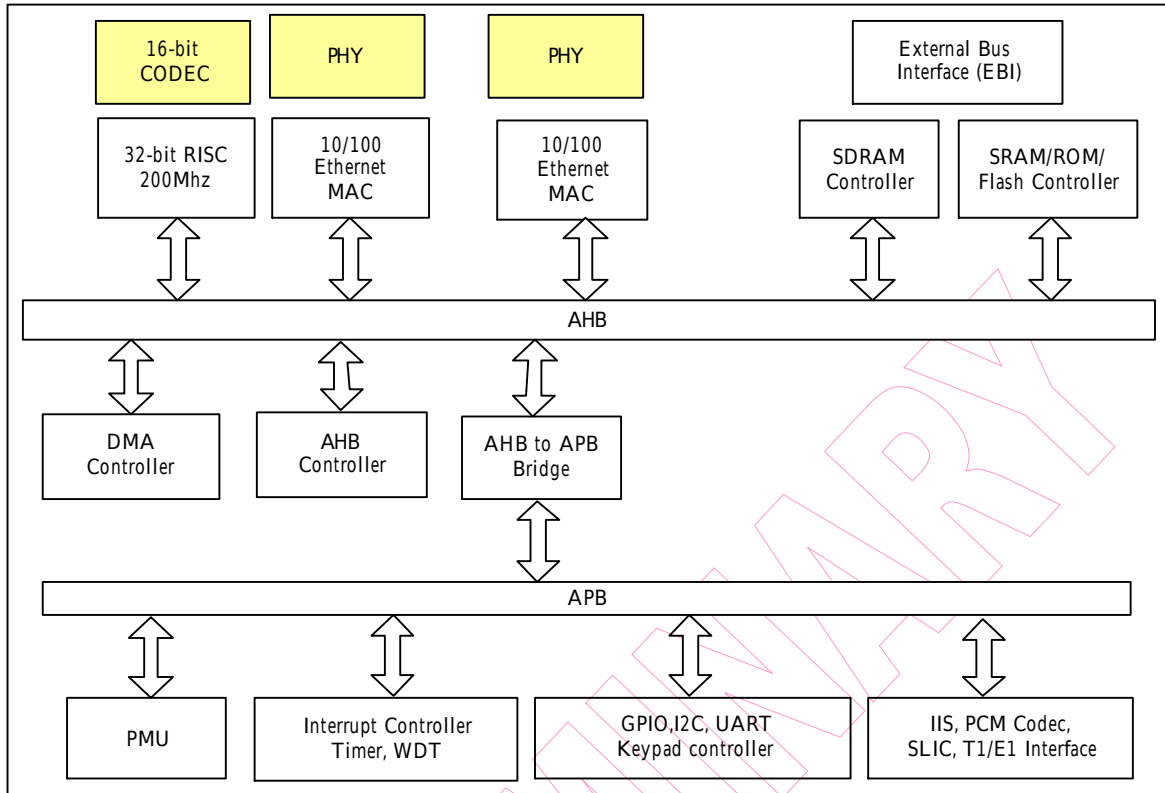 16-bit
CODEC
PHY
PHY
External Bus
Interface (EBI)
32-bit RISC
200Mhz
10/100
Ethernet
MAC
10/100
Ethernet
MAC
SDRAM
Controller
SRAM/ROM/
Flash Controller
AHB
DMA
Controller
AHB
Controller
AHB to APB
Bridge
APB
PMU
Interrupt Controller
Timer, WDT
GPIO,I2C, UART
Keypad controller
IIS, PCM Codec,
SLIC, T1/E1 Interface